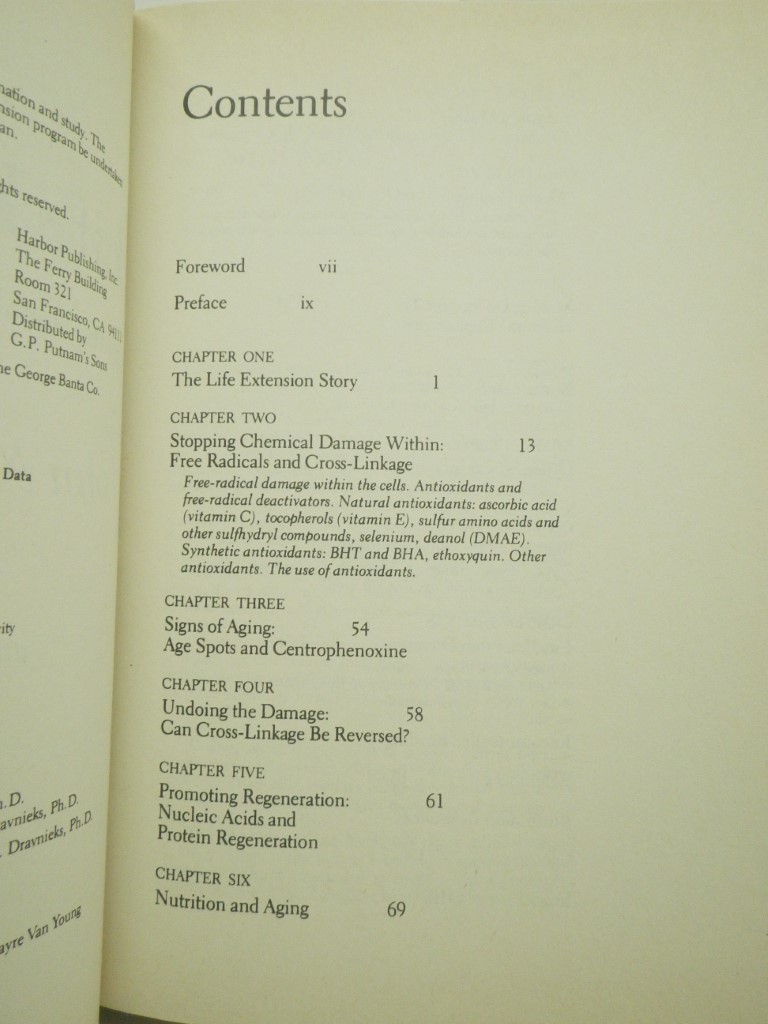 nation and study. The
nsion program be undertaken
an.
hts reserved.
Harbor Publishing, Inc.
The Ferry Building
Room 321
San Francisco, CA 94111
Distributed by
G.P. Putnam's Sons
he George Banta Co.
Data
ity
h.D.
avnieks, Ph.D.
. Dravnieks, Ph.D.
ayre Van Young
Contents
Foreword vii
Preface ix
CHAPTER ONE
The Life Extension Story 1
CHAPTER TWO
Stopping Chemical Damage Within: 13
Free Radicals and Cross-Linkage
Free-radical damage within the cells. Antioxidants and
free-radical deactivators. Natural antioxidants: ascorbic acid
(vitamin C), tocopherols (vitamin E), sulfur amino acids and
other sulfhydryl compounds, selenium, deanol (DMAE).
Synthetic antioxidants: BHT and BHA, ethoxyquin. Other
antioxidants. The use of antioxidants.
CHAPTER THREE
Signs of Aging: 54
Age Spots and Centrophenoxine
CHAPTER FOUR
Undoing the Damage: 58
Can Cross-Linkage Be Reversed?
CHAPTER FIVE
Promoting Regeneration: 61
Nucleic Acids and
Protein Regeneration
CHAPTER SIX
Nutrition and Aging 69